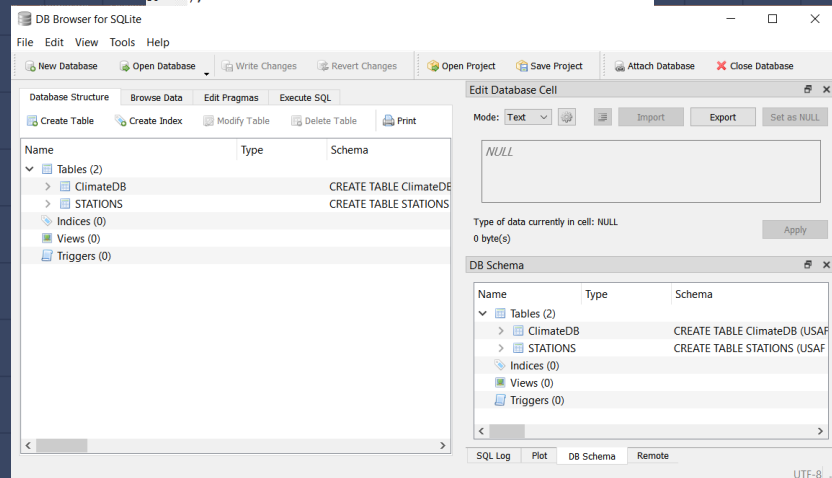 DB Browser for SQLite
File Edit View Tools Help
New Database Open Database Write Changes Revert Changes Open Project Save Project Attach Database Close Database
Database Structure Browse Data Edit Pragmas Execute SQL
Create Table Create Index Modify Table Delete Table Print
Name Type Schema
Tables (2)
ClimateDB CREATE TABLE ClimateDB
STATIONS CREATE TABLE STATIONS
Indices (0)
Views (0)
Triggers (0)
Edit Database Cell
Mode: Text Import Export Set as NULL
NULL
Type of data currently in cell: NULL
0 byte(s)
Apply
DB Schema
Name Type Schema
Tables (2)
ClimateDB CREATE TABLE ClimateDB (USAF
STATIONS CREATE TABLE STATIONS (USAF
Indices (0)
Views (0)
Triggers (0)
SQL Log Plot DB Schema Remote
UTF-8